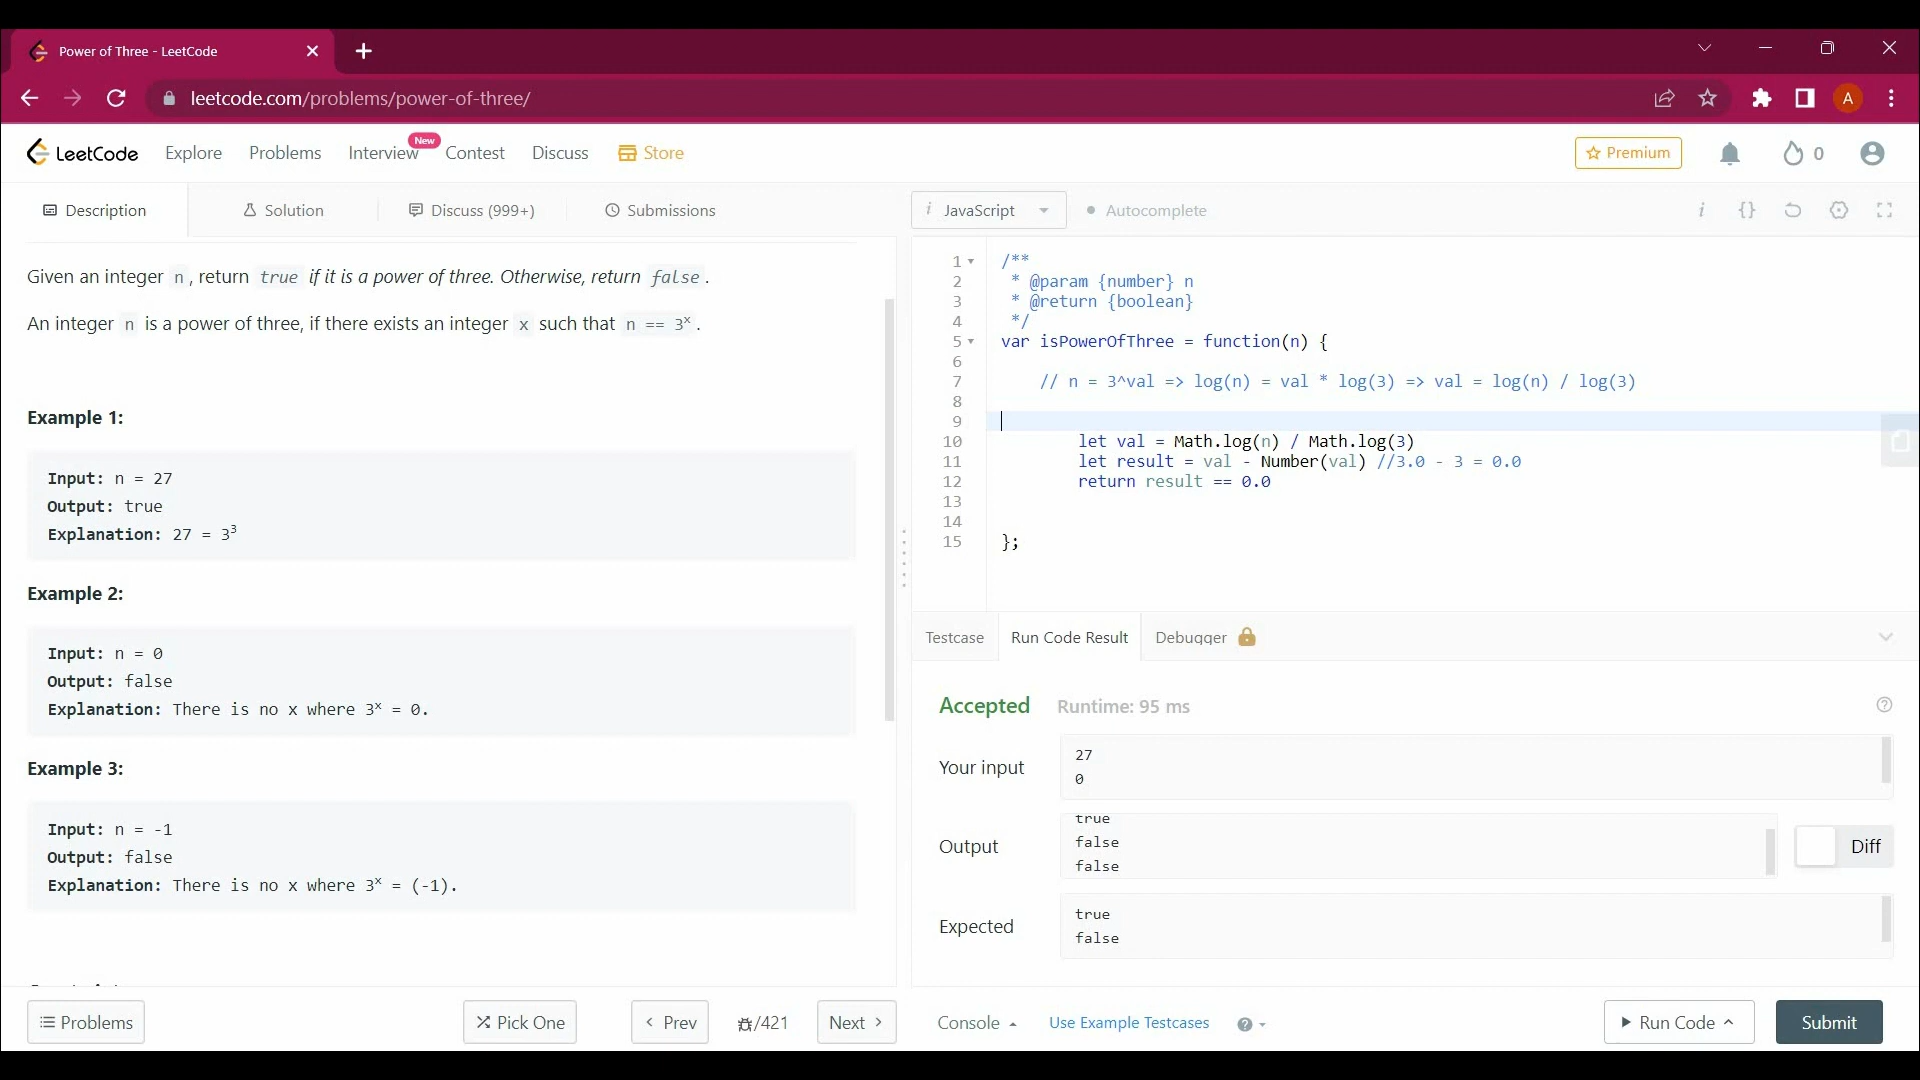 Power of Three - LeetCode
leetcode.com/problems/power-of-three/
A
LeetCode
Explore
Problems
Interview
New
Contest
Discuss
Store
Premium
0
Description
Solution
Discuss (999+)
Submissions
JavaScript
Autocomplete
Given an integer n, return true if it is a power of three. Otherwise, return false.
An integer n is a power of three, if there exists an integer x such that n == 3ˣ.
Example 1:
Input: n = 27
Output: true
Explanation: 27 = 3³
Example 2:
Input: n = 0
Output: false
Explanation: There is no x where 3ˣ = 0.
Example 3:
Input: n = -1
Output: false
Explanation: There is no x where 3ˣ = (-1).
1 /**
2 * @param {number} n
3 * @return {boolean}
4 */
5 var isPowerOfThree = function(n) {
6
7 // n = 3^val => log(n) = val * log(3) => val = log(n) / log(3)
8
9
10 let val = Math.log(n) / Math.log(3)
11 let result = val - Number(val) //3.0 - 3 = 0.0
12 return result == 0.0
13
14
15 };
Testcase
Run Code Result
Debugger
Accepted
Runtime: 95 ms
Your input
27
0
Output
true
false
false
Diff
Expected
true
false
Problems
Pick One
Prev
/421
Next
Console
Use Example Testcases
Run Code
Submit